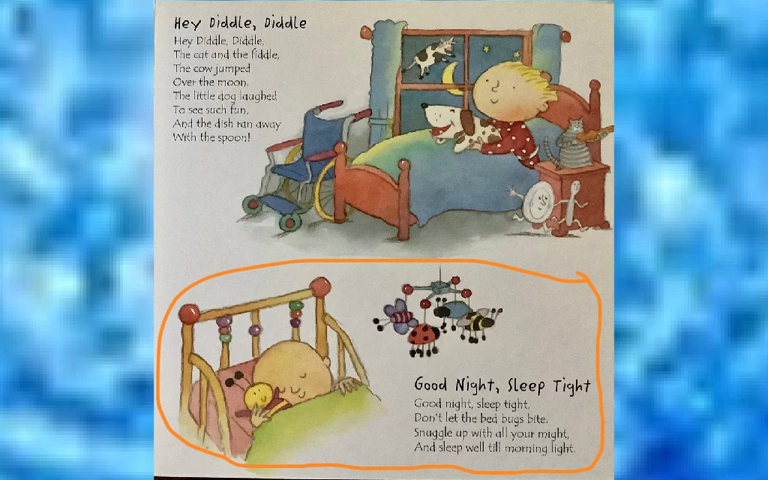 Hey Diddle, Diddle
Hey Diddle, Diddle,
The cat and the fiddle,
The cow jumped
Over the moon.
The little dog laughed
To see such fun,
And the dish ran away
With the spoon!
Good Night, Sleep Tight
Good night, sleep tight,
Don't let the bed bugs bite.
Snuggle up with all your might,
And sleep well till morning light.